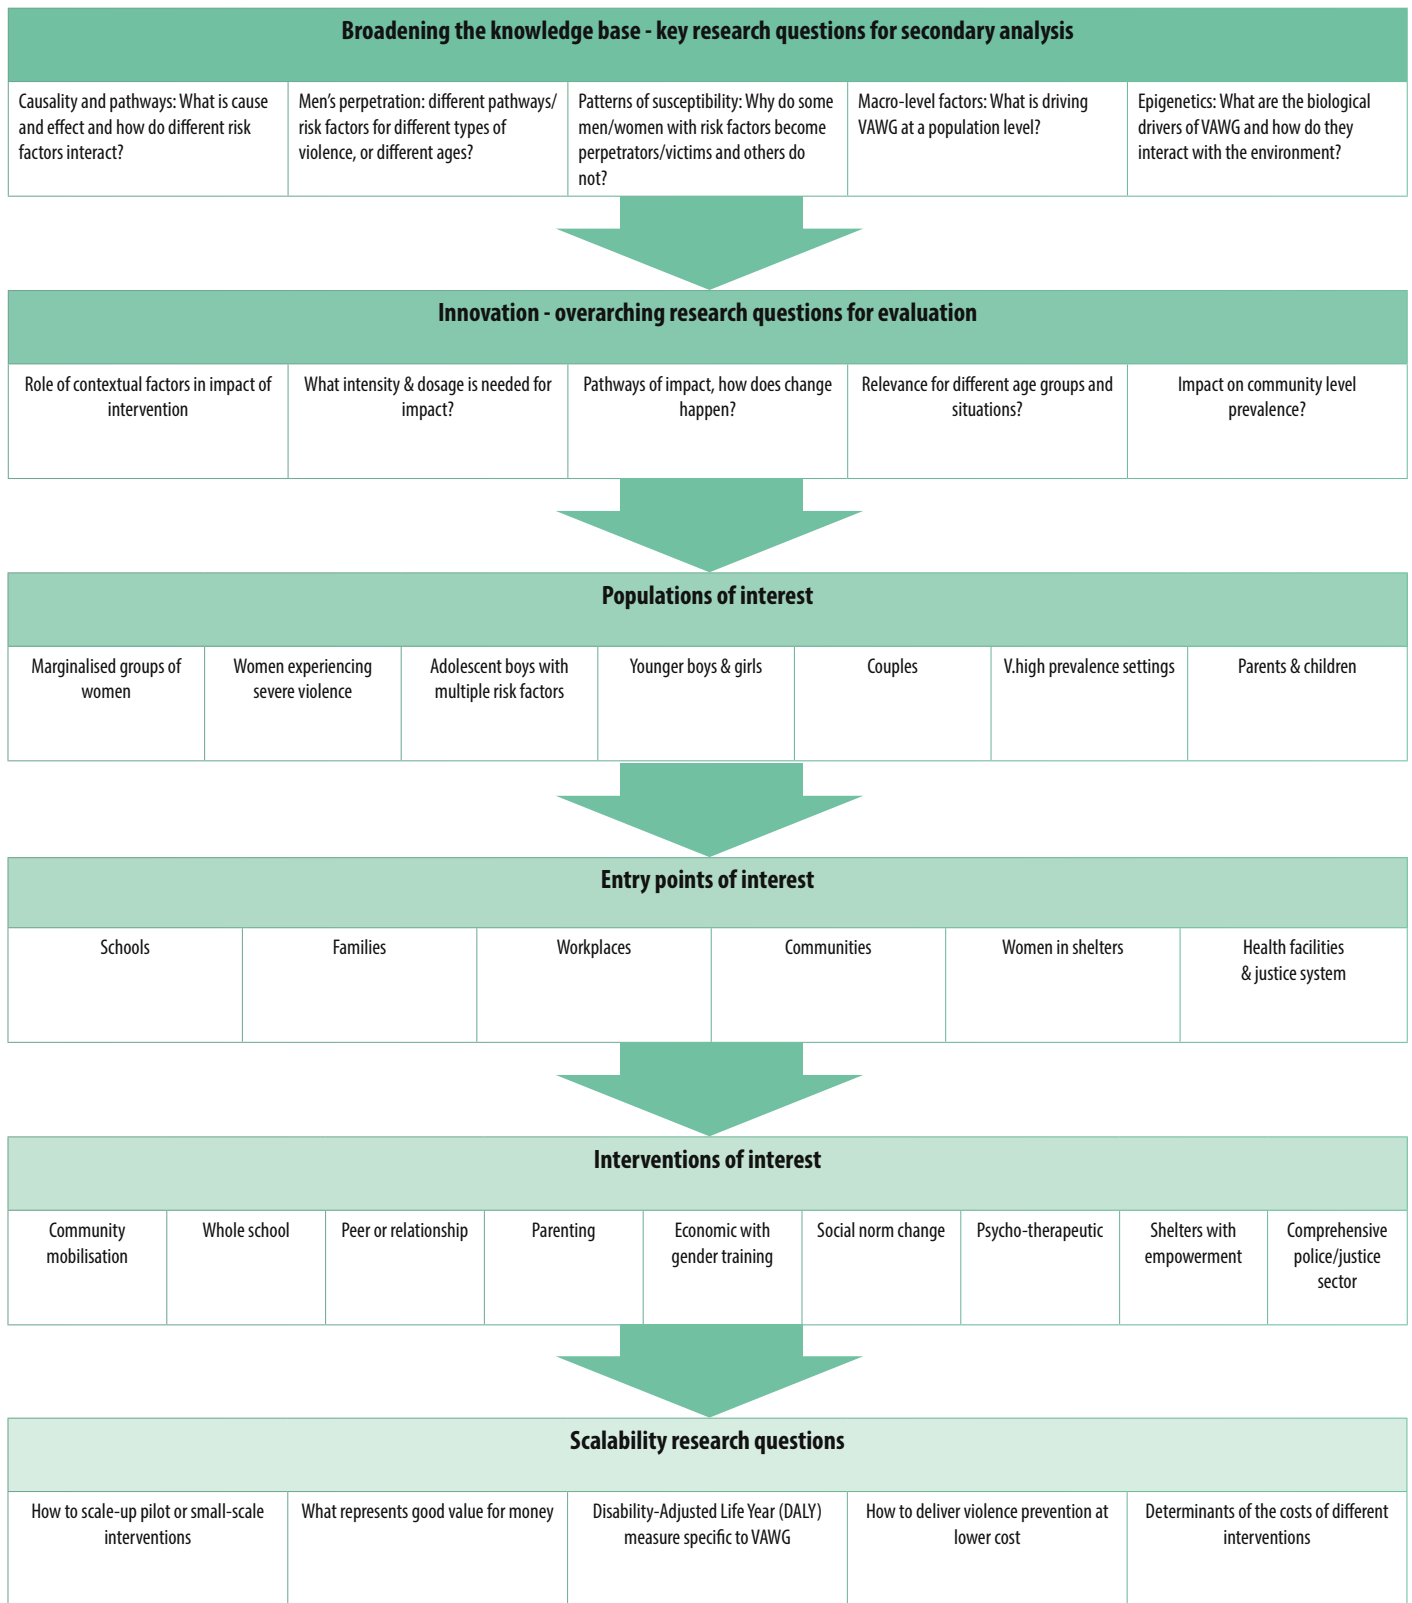 Broadening the knowledge base - key research questions for secondary analysis
Causality and pathways: What is cause
and effect and how do different risk
factors interact?
Men's perpetration: different pathways/
risk factors for different types of
violence, or different ages?
Patterns of susceptibility: Why do some
men/women with risk factors become
perpetrators/victims and others do
not?
Macro-level factors: What is driving
VAWG at a population level?
Epigenetics: What are the biological
drivers of VAWG and how do they
interact with the environment?
Innovation - overarching research questions for evaluation
Role of contextual factors in impact of
intervention
What intensity & dosage is needed for
impact?
Pathways of impact, how does change
happen?
Relevance for different age groups and
situations?
Impact on community level
prevalence?
Populations of interest
Marginalised groups of
women
Women experiencing
severe violence
Adolescent boys with
multiple risk factors
Younger boys & girls
Couples
V.high prevalence settings
Parents & children
Entry points of interest
Schools
Families
Workplaces
Communities
Women in shelters
Health facilities
& justice system
Interventions of interest
Community
mobilisation
Whole school
Peer or relationship
Parenting
Economic with
gender training
Social norm change
Psycho-therapeutic
Shelters with
empowerment
Comprehensive
police/justice
sector
Scalability research questions
How to scale-up pilot or small-scale
interventions
What represents good value for money
Disability-Adjusted Life Year (DALY)
measure specific to VAWG
How to deliver violence prevention at
lower cost
Determinants of the costs of different
interventions